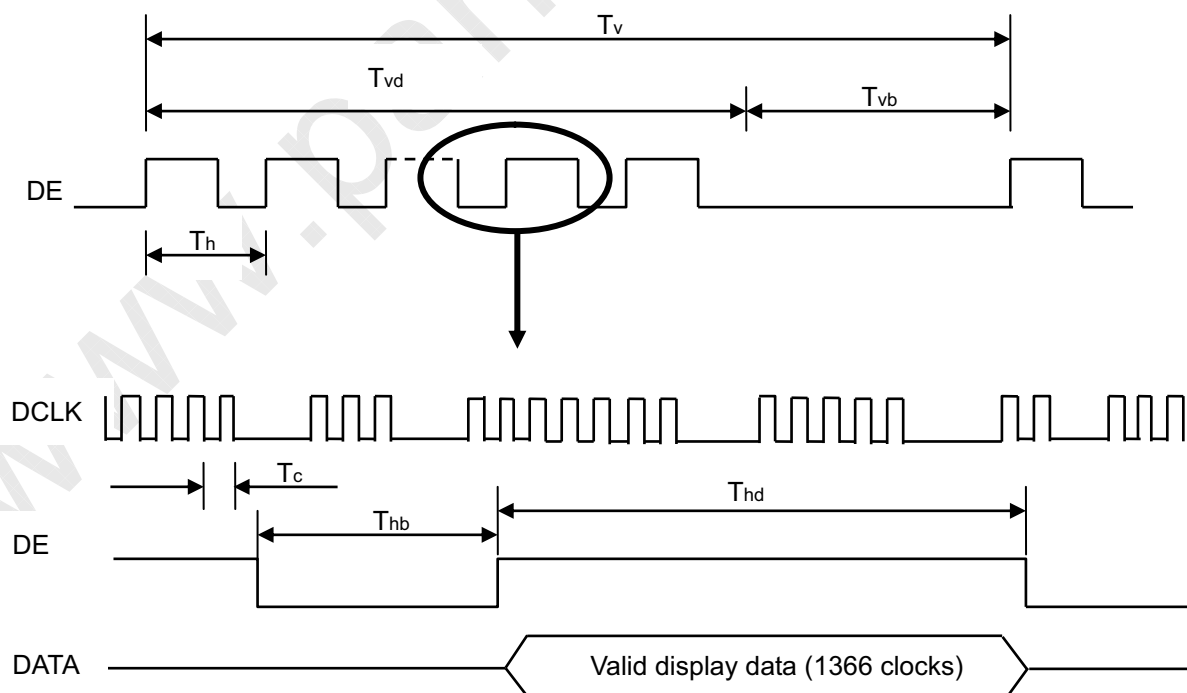 Tv
Tvd
Tvb
DE
Th
DCLK
Tc
Thd
Thb
DE
DATA
Valid display data (1366 clocks)